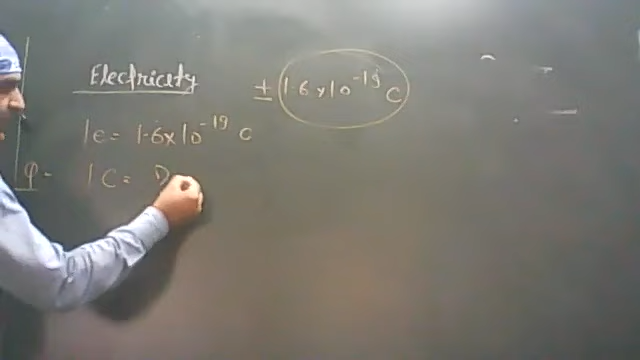 Electricity
± 1.6 x 10⁻¹⁹ C
1e = 1.6 x 10⁻¹⁹ C
φ - 1 C =